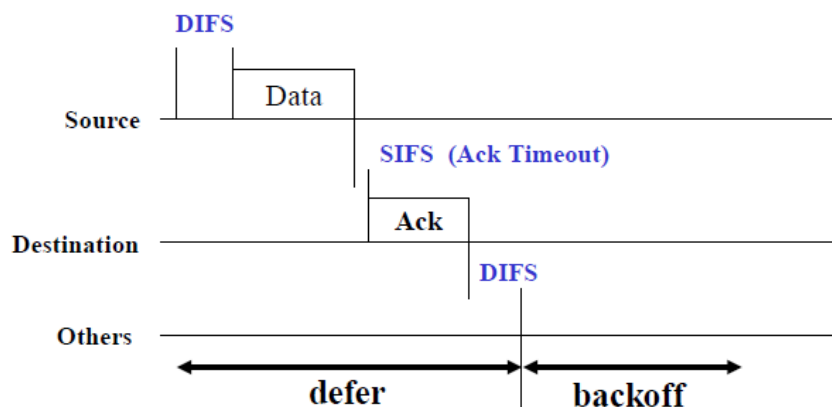 DIFS
Data
Source
SIFS (Ack Timeout)
Ack
Destination
DIFS
Others
defer
backoff